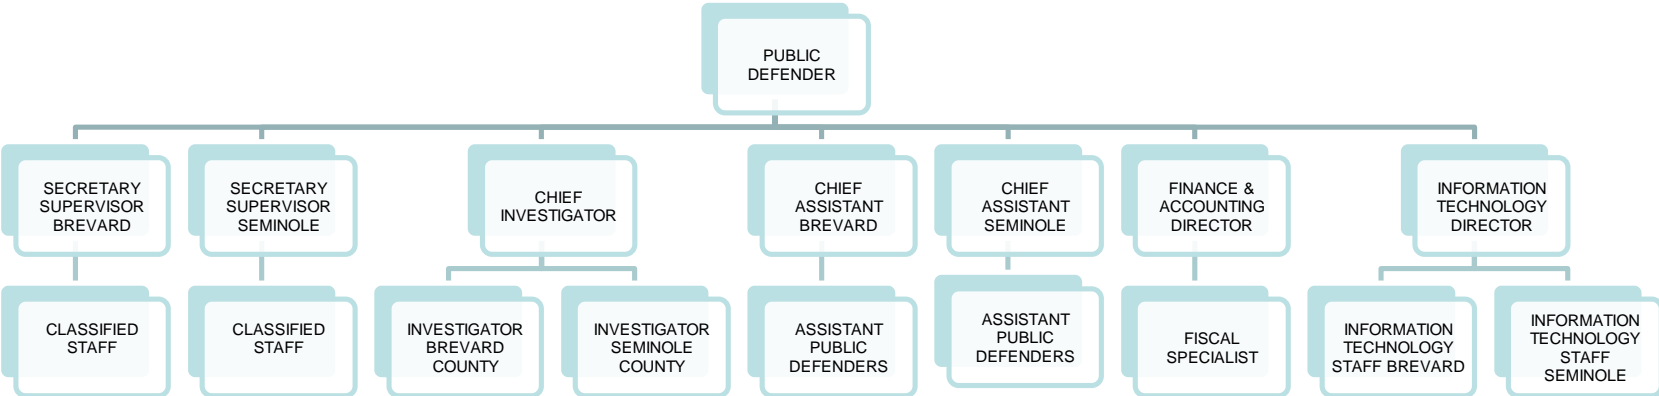 PUBLIC
DEFENDER
SECRETARY
SUPERVISOR
BREVARD
SECRETARY
SUPERVISOR
SEMINOLE
CHIEF
INVESTIGATOR
CHIEF
ASSISTANT
BREVARD
CHIEF
ASSISTANT
SEMINOLE
FINANCE &
ACCOUNTING
DIRECTOR
INFORMATION
TECHNOLOGY
DIRECTOR
CLASSIFIED
STAFF
CLASSIFIED
STAFF
INVESTIGATOR
BREVARD
COUNTY
INVESTIGATOR
SEMINOLE
COUNTY
ASSISTANT
PUBLIC
DEFENDERS
ASSISTANT
PUBLIC
DEFENDERS
FISCAL
SPECIALIST
INFORMATION
TECHNOLOGY
STAFF BREVARD
INFORMATION
TECHNOLOGY
STAFF
SEMINOLE